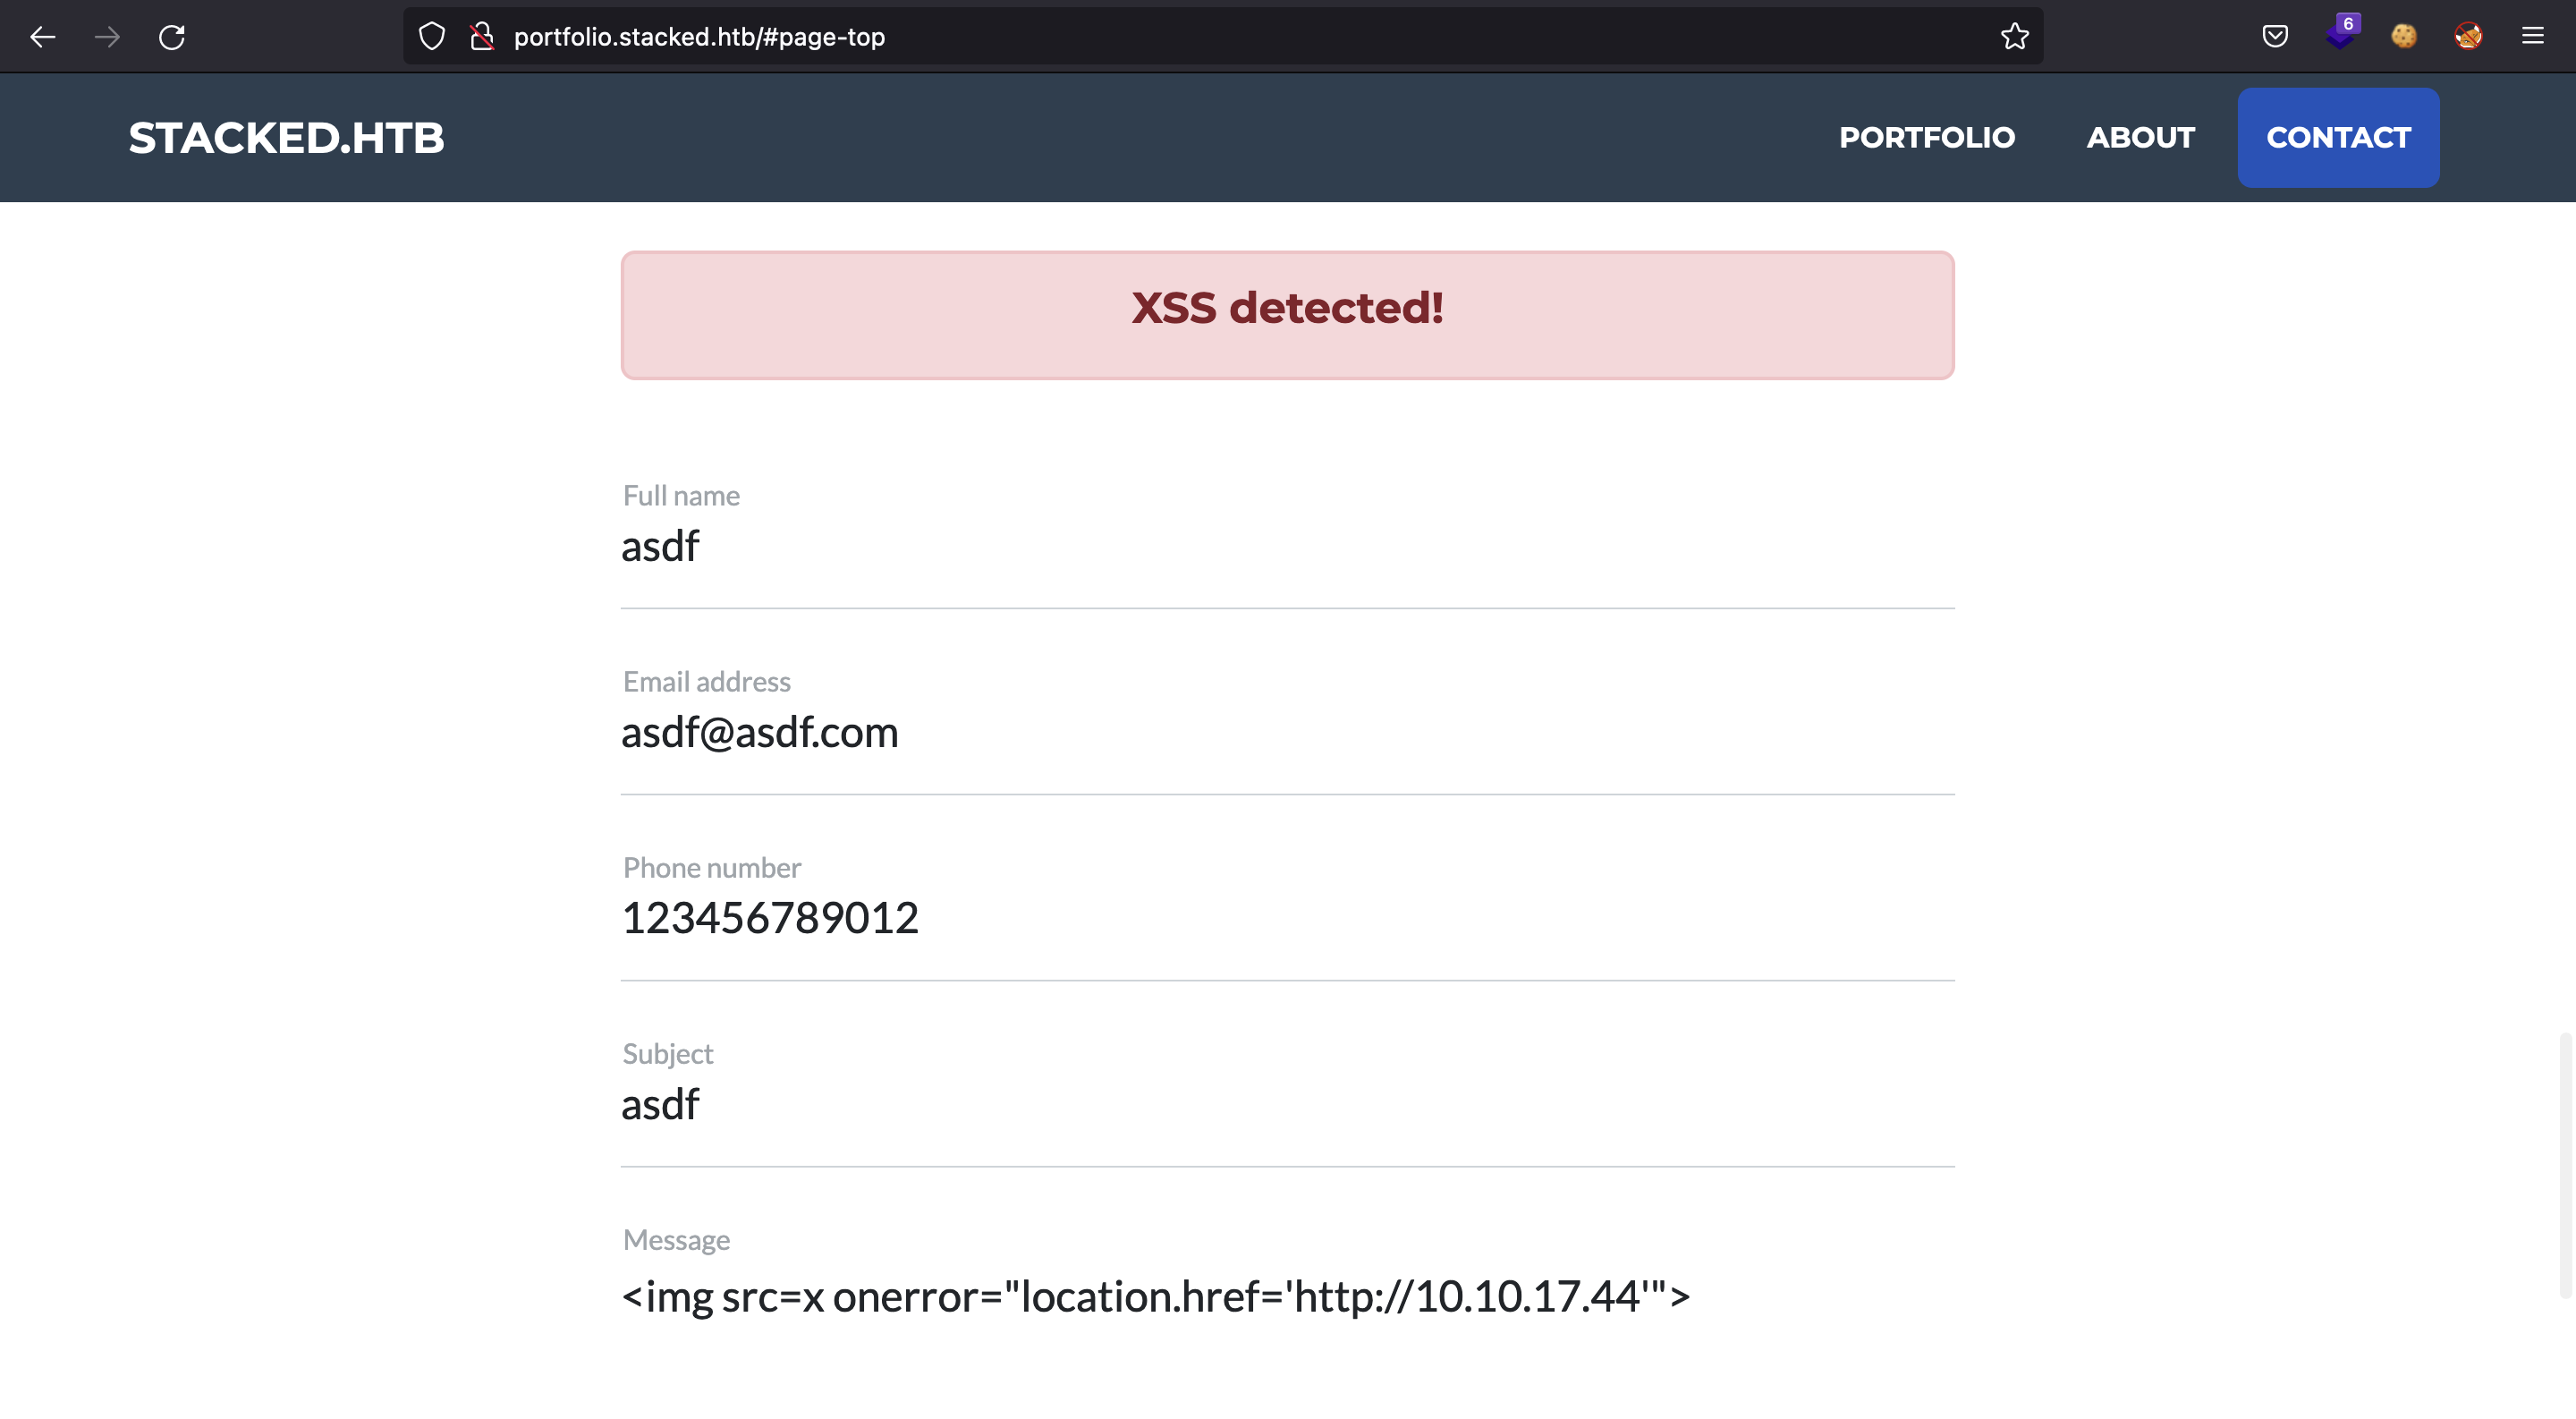 portfolio.stacked.htb/#page-top
6
STACKED.HTB
PORTFOLIO
ABOUT
CONTACT
XSS detected!
Full name
asdf
Email address
asdf@asdf.com
Phone number
123456789012
Subject
asdf
Message
<img src=x onerror="location.href='http://10.10.17.44'">